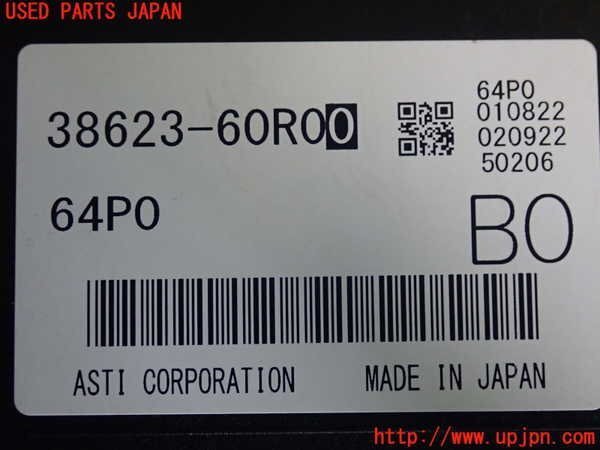 USED PARTS JAPAN
38623-60R00
64P0
010822
020922
50206
64P0
B0
ASTI CORPORATION MADE IN JAPAN
http://www.upjpn.com